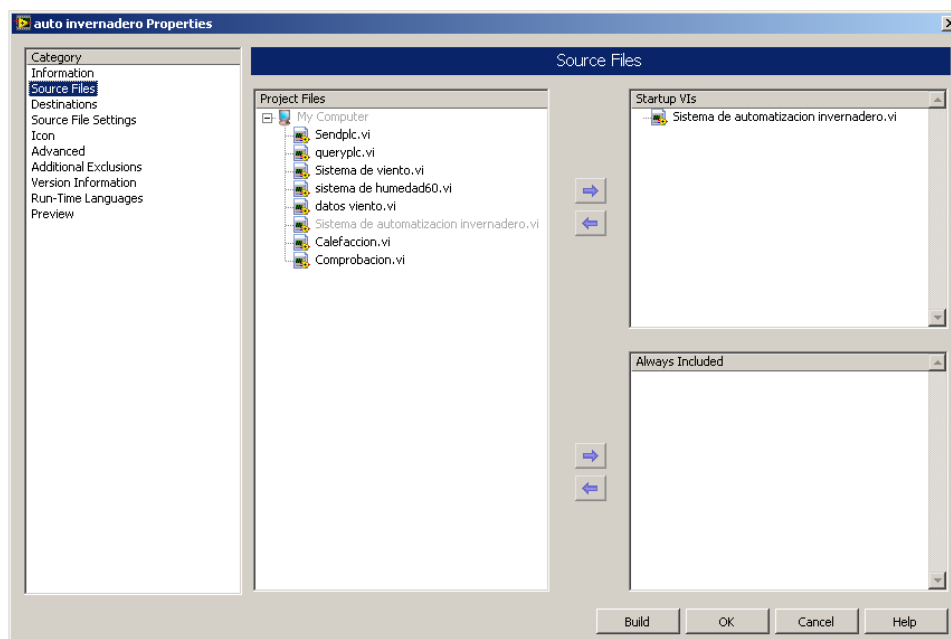 auto invernadero Properties
Category
Information
Source Files
Destinations
Source File Settings
Icon
Advanced
Additional Exclusions
Version Information
Run-Time Languages
Preview
Source Files
Project Files
My Computer
Sendplc.vi
queryplc.vi
Sistema de viento.vi
sistema de humedad60.vi
datos viento.vi
Sistema de automatizacion invernadero.vi
Calefaccion.vi
Comprobacion.vi
Startup VIs
Sistema de automatizacion invernadero.vi
Always Included
Build
OK
Cancel
Help